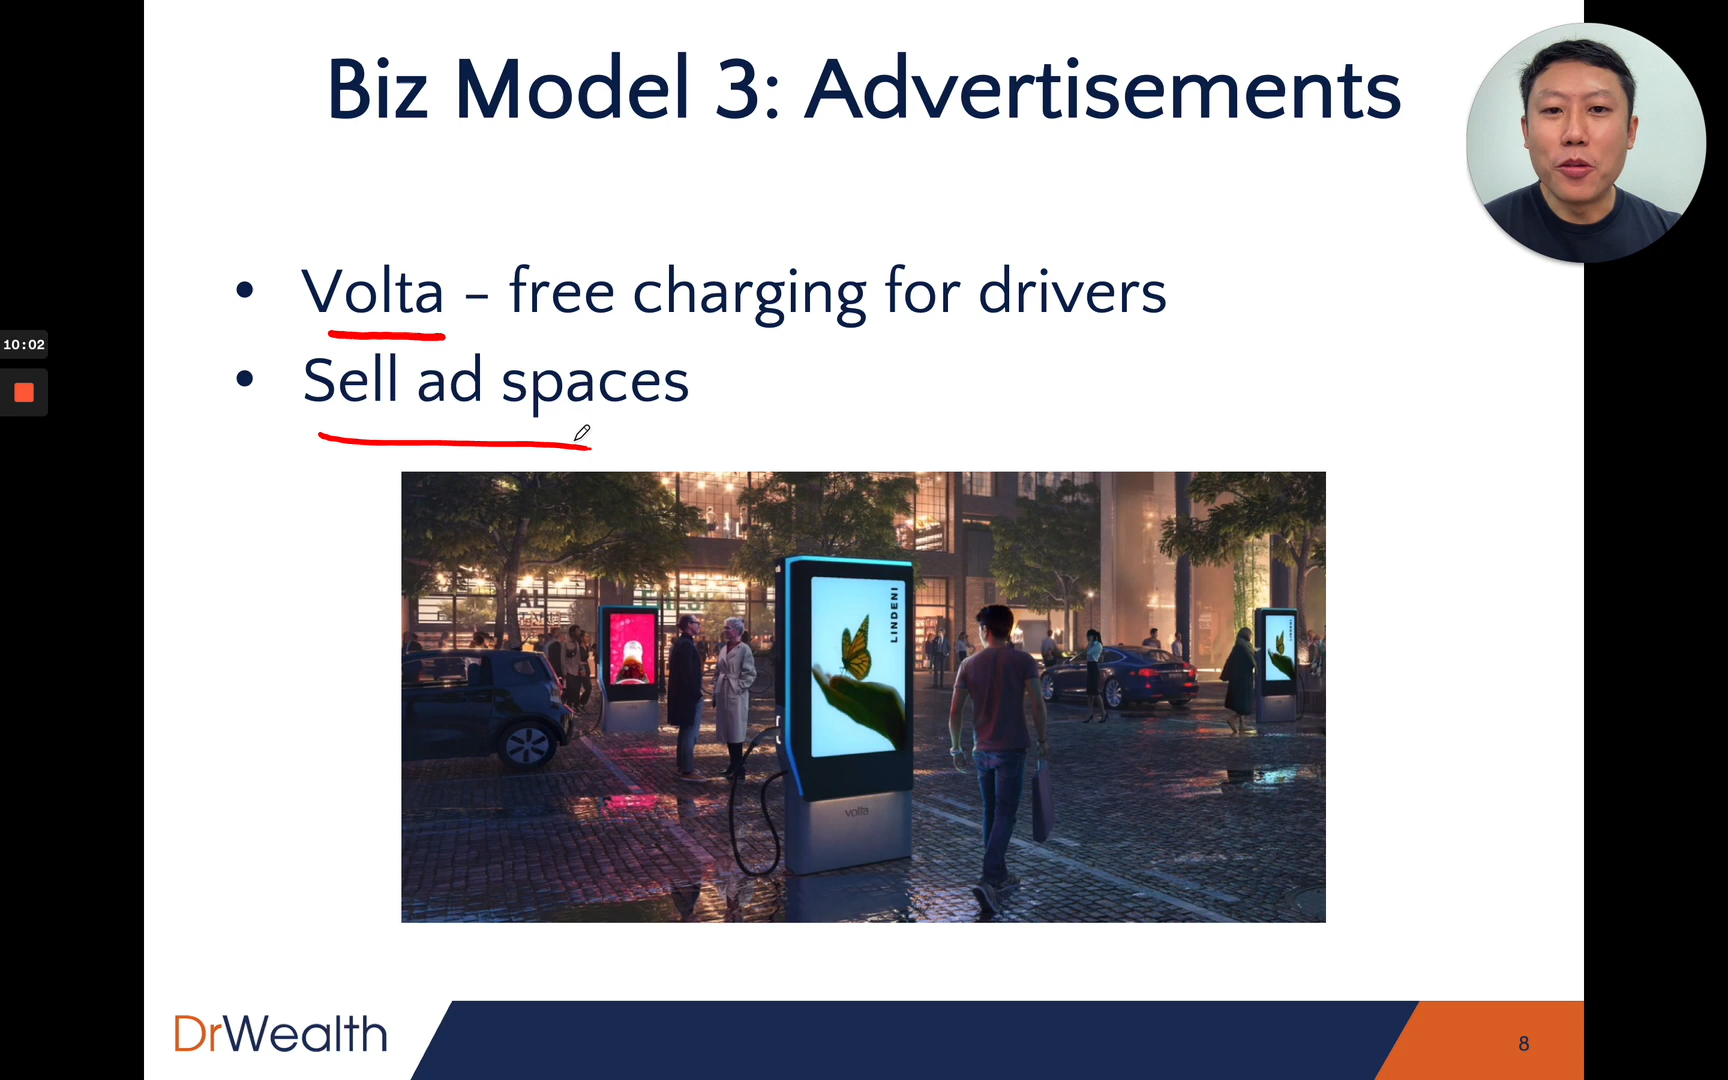 Biz Model 3: Advertisements
• Volta – free charging for drivers
10:02
• Sell ad spaces
LINDENI
volta
DrWealth
8